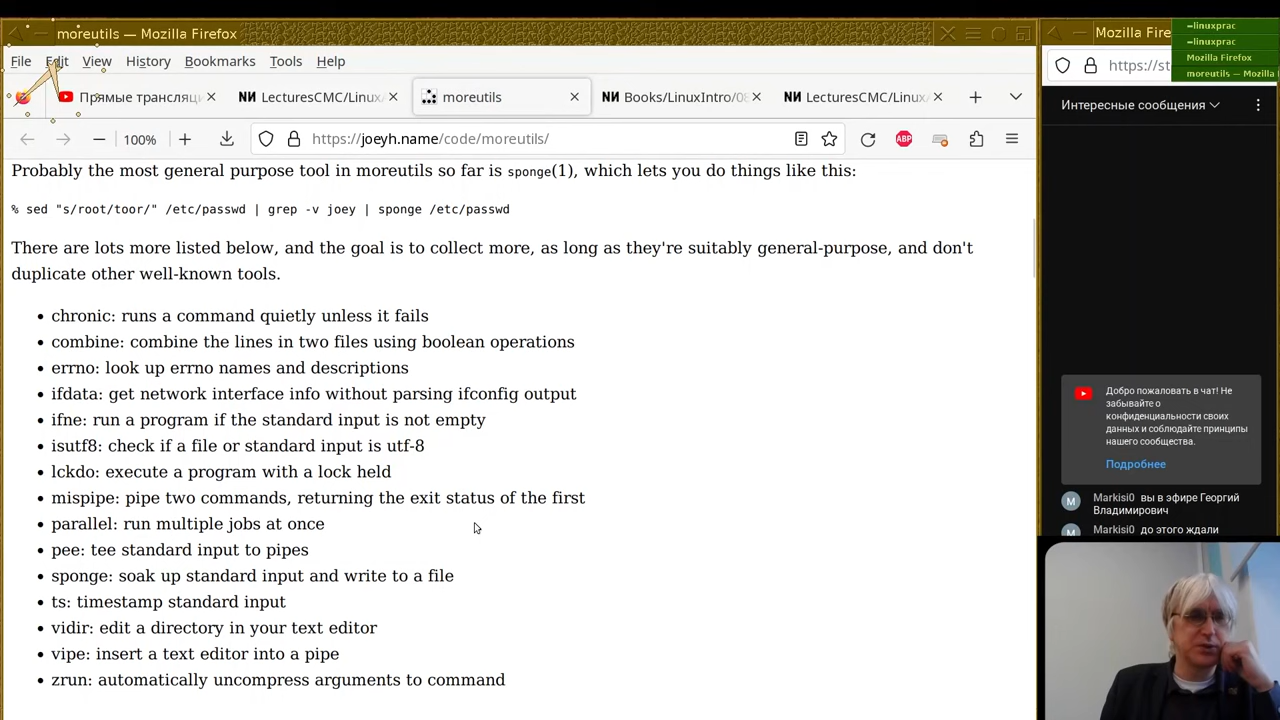 moreutils — Mozilla Firefox
File Edit View History Bookmarks Tools Help
Прямые трансляц
LecturesCMC/Linux
moreutils
Books/LinuxIntro/08
LecturesCMC/Linux
100%
https://joeyh.name/code/moreutils/
Probably the most general purpose tool in moreutils so far is sponge(1), which lets you do things like this:
% sed "s/root/toor/" /etc/passwd | grep -v joey | sponge /etc/passwd
There are lots more listed below, and the goal is to collect more, as long as they're suitably general-purpose, and don't
duplicate other well-known tools.
• chronic: runs a command quietly unless it fails
• combine: combine the lines in two files using boolean operations
• errno: look up errno names and descriptions
• ifdata: get network interface info without parsing ifconfig output
• ifne: run a program if the standard input is not empty
• isutf8: check if a file or standard input is utf-8
• lckdo: execute a program with a lock held
• mispipe: pipe two commands, returning the exit status of the first
• parallel: run multiple jobs at once
• pee: tee standard input to pipes
• sponge: soak up standard input and write to a file
• ts: timestamp standard input
• vidir: edit a directory in your text editor
• vipe: insert a text editor into a pipe
• zrun: automatically uncompress arguments to command
Mozilla Fire
~linuxprac
~linuxprac
Mozilla Firefox
moreutils — Mozilla
https://st
ABP
Интересные сообщения
Добро пожаловать в чат! Не
забывайте о
конфиденциальности своих
данных и соблюдайте принципы
нашего сообщества.
Подробнее
M
Markisi0 вы в эфире Георгий
Владимирович
M
Markisi0 до этого ждали